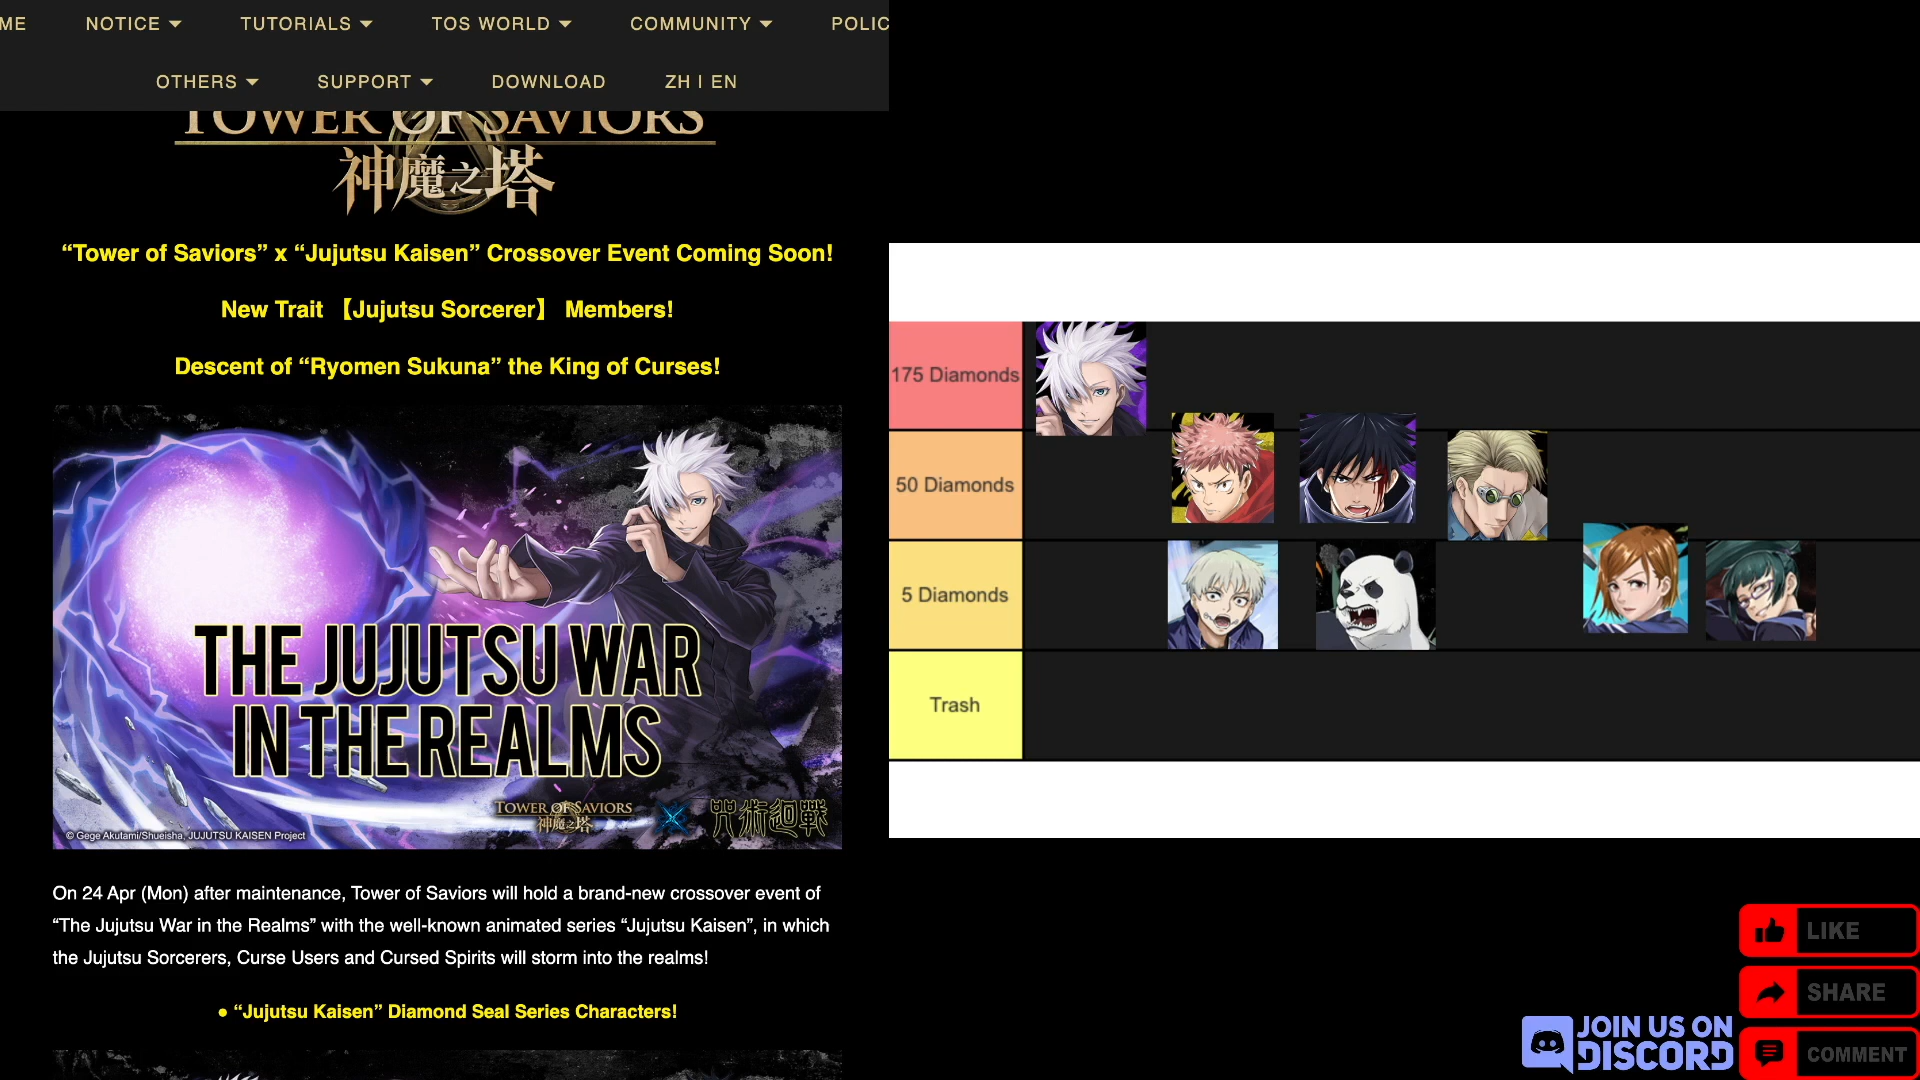 ME NOTICE TUTORIALS TOS WORLD COMMUNITY POLIC
OTHERS SUPPORT DOWNLOAD ZH I EN
TOWER OF SAVIORS
神魔之塔
“Tower of Saviors” x “Jujutsu Kaisen” Crossover Event Coming Soon!
New Trait 【Jujutsu Sorcerer】 Members!
Descent of “Ryomen Sukuna” the King of Curses!
THE JUJUTSU WAR
IN THE REALMS
TOWER OF SAVIORS
神魔之塔
咒術迴戰
© Gege Akutami/Shueisha, JUJUTSU KAISEN Project
On 24 Apr (Mon) after maintenance, Tower of Saviors will hold a brand-new crossover event of
“The Jujutsu War in the Realms” with the well-known animated series “Jujutsu Kaisen”, in which
the Jujutsu Sorcerers, Curse Users and Cursed Spirits will storm into the realms!
● “Jujutsu Kaisen” Diamond Seal Series Characters!
175 Diamonds
50 Diamonds
5 Diamonds
Trash
LIKE
SHARE
COMMENT
JOIN US ON
DISCORD